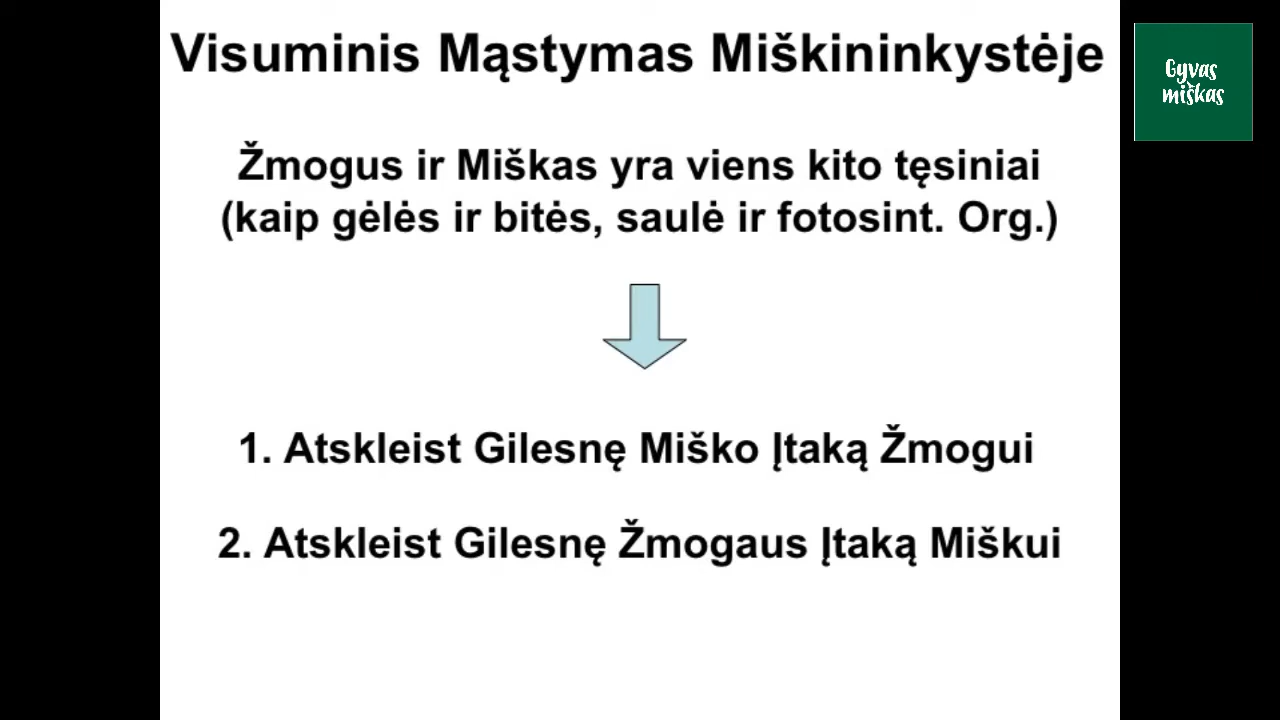 Visuminis Mąstymas Miškininkystėje
Gyvas
miškas
Žmogus ir Miškas yra viens kito tęsiniai
(kaip gėlės ir bitės, saulė ir fotosint. Org.)
1. Atskleist Gilesnę Miško Įtaką Žmogui
2. Atskleist Gilesnę Žmogaus Įtaką Miškui